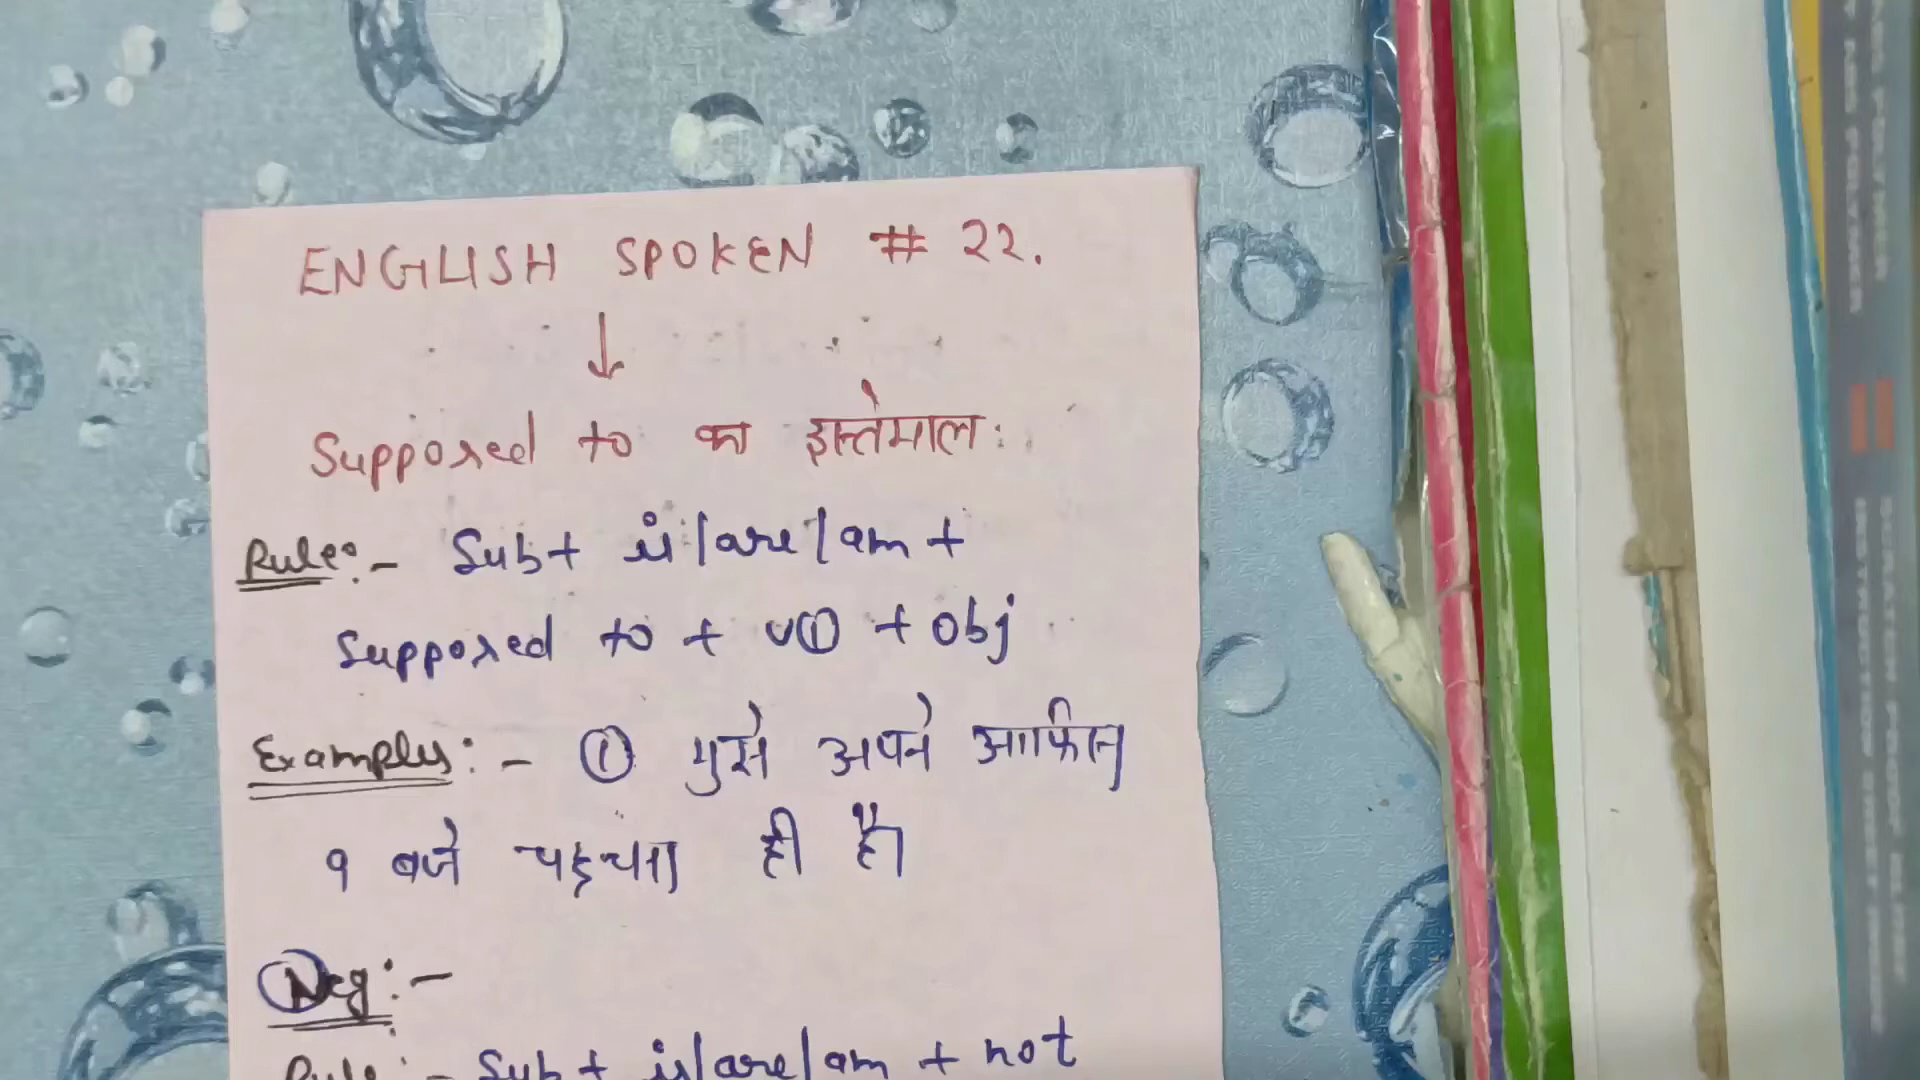 ENGLISH SPOKEN # 22.
↓
Supposed to का इस्तेमाल:
Rule:- Sub+ is/are/am +
Supposed to + v① + obj
Examples:- ① मुझे अपने आफिस
9 बजे पहुचना ही है।
Neg:-
Rule:- Sub+ is/are/am + not